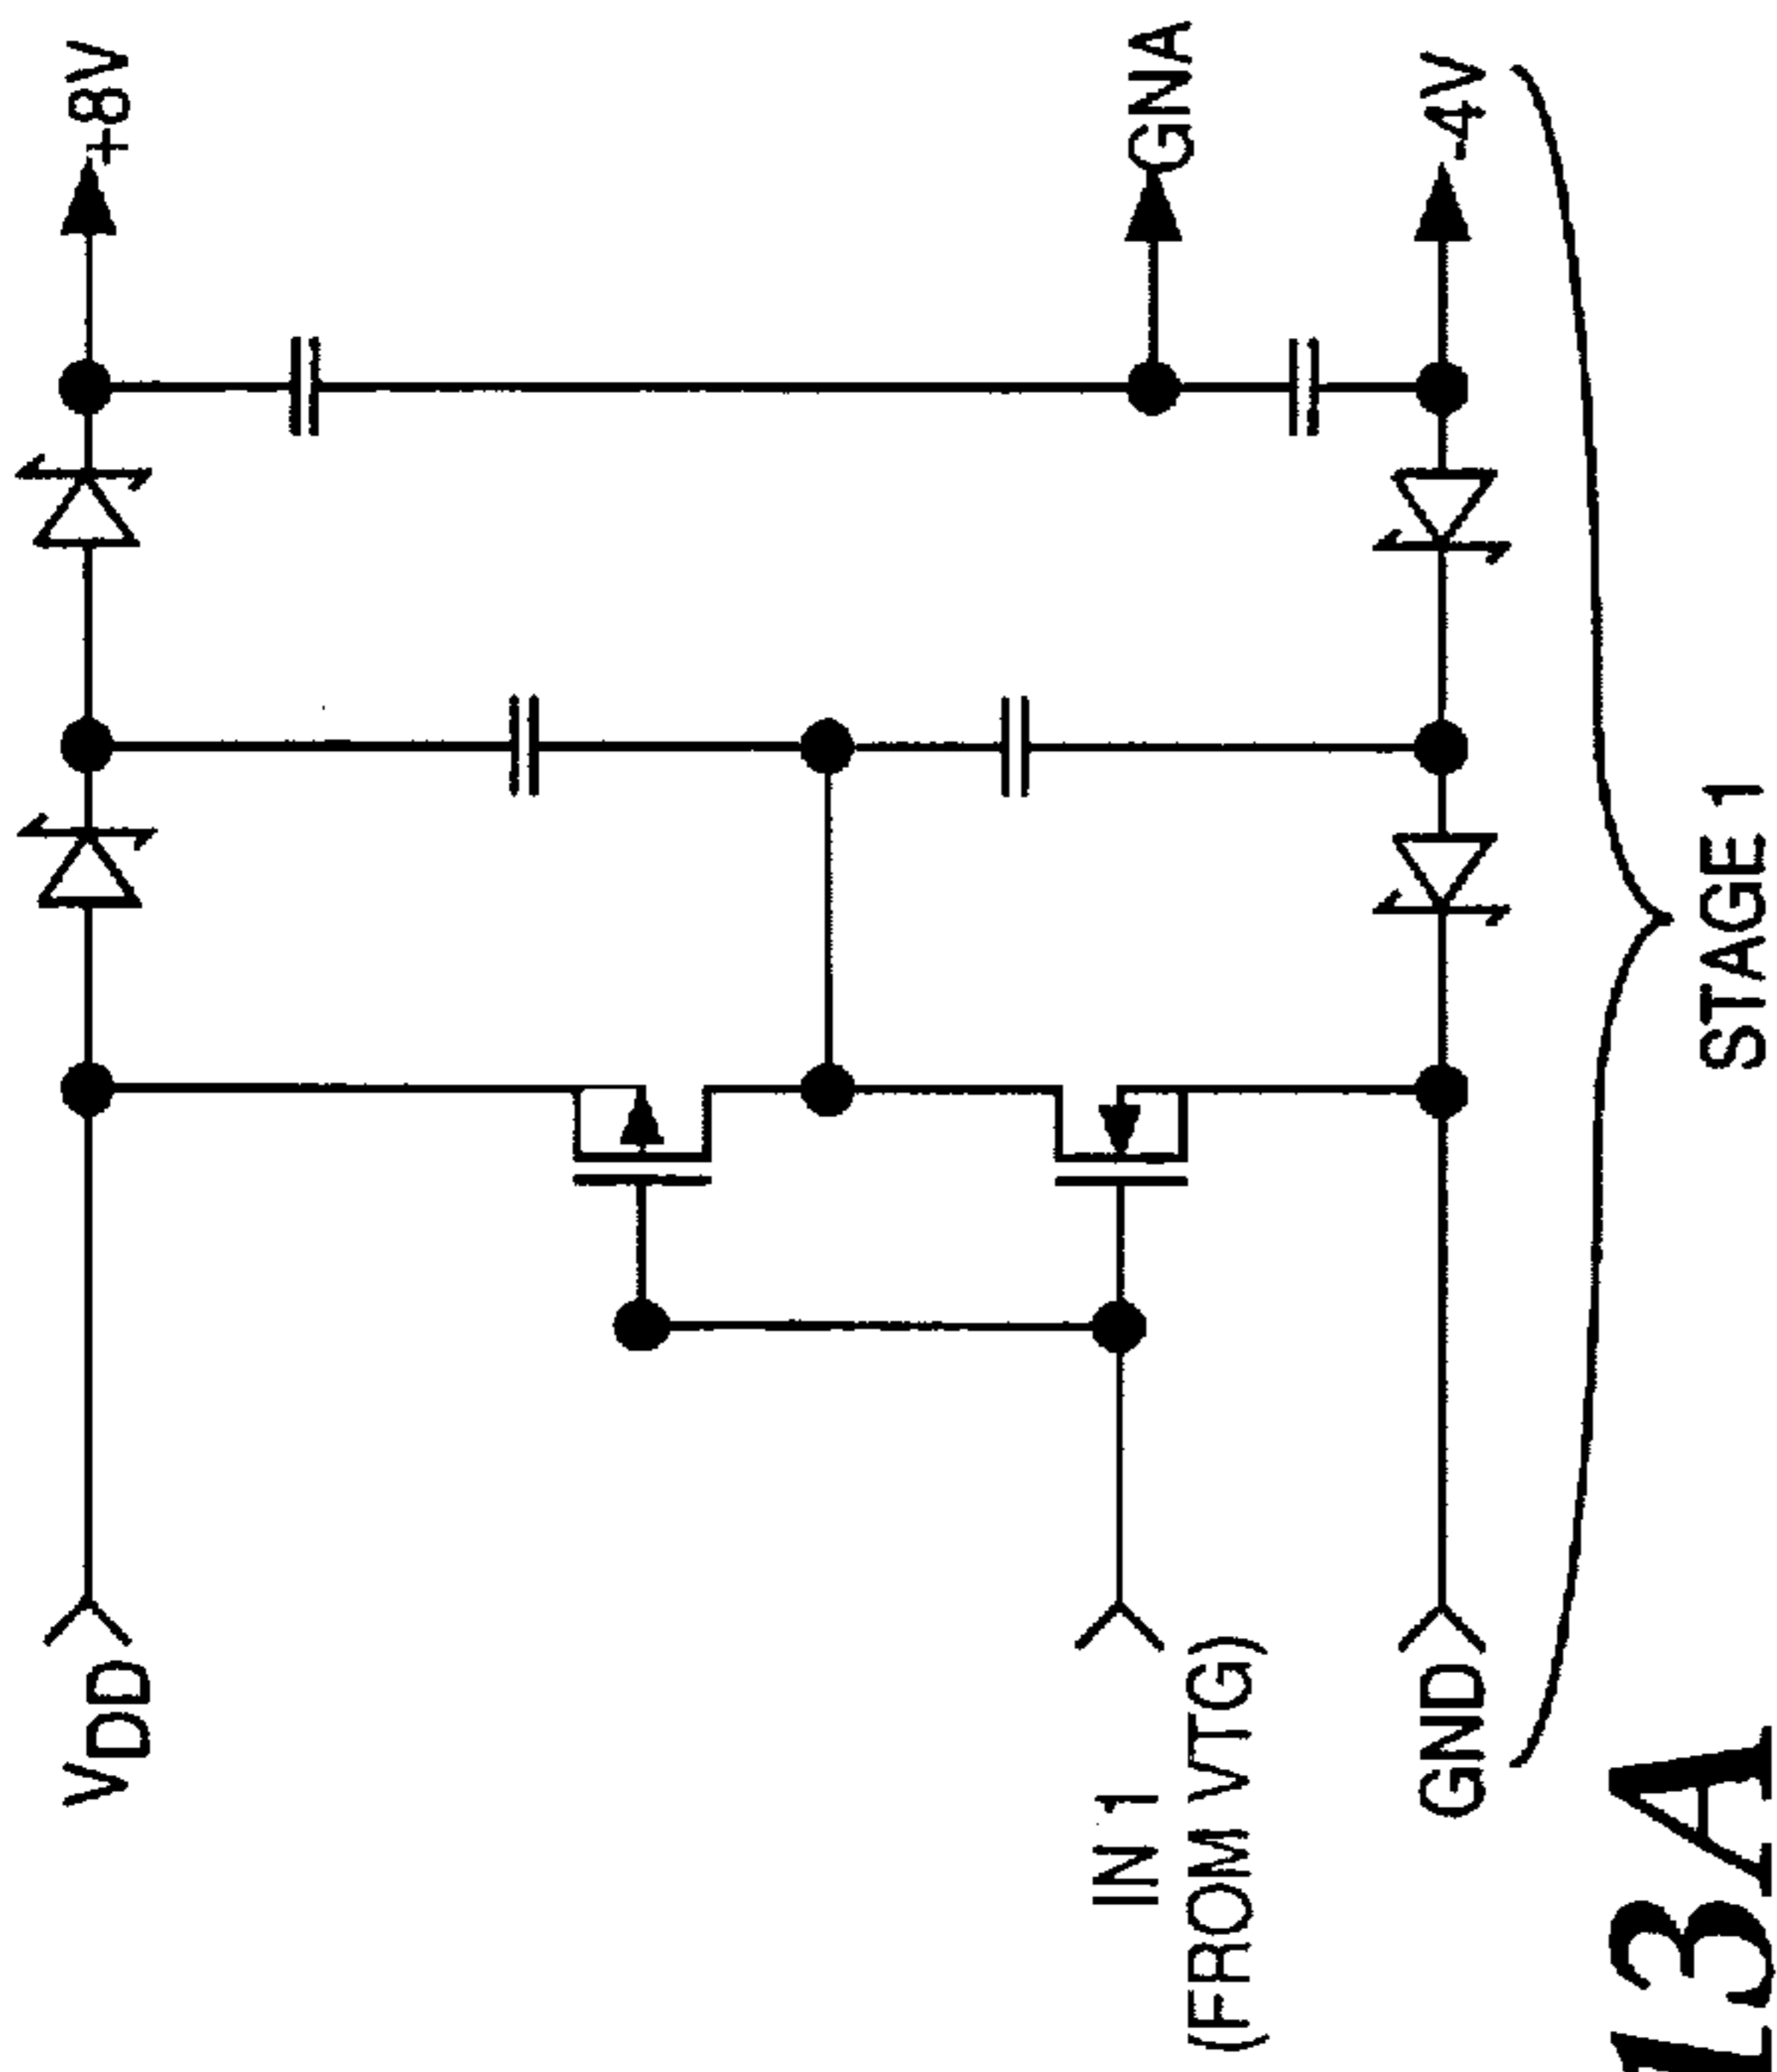 +8V
GNA
-4V
VDD
IN 1
(FROM VTG)
GND
STAGE 1
13A